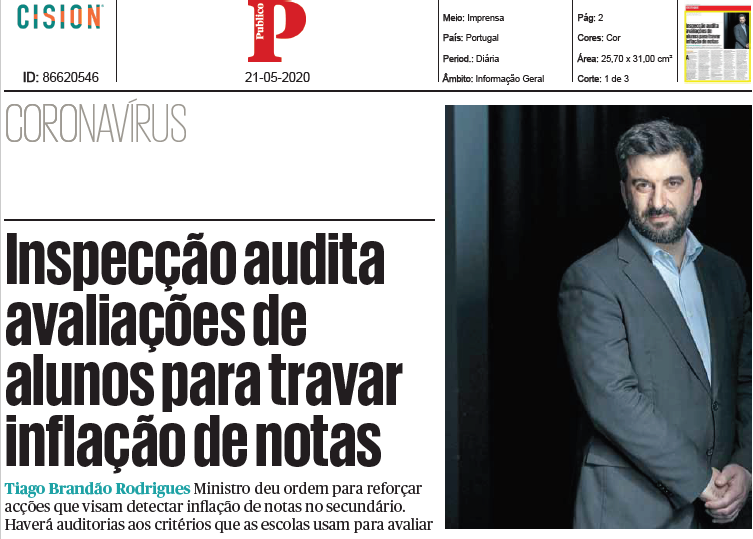 CISION
ID: 86620546
Público
P
21-05-2020
Meio: Imprensa
País: Portugal
Period.: Diária
Âmbito: Informação Geral
Pág: 2
Cores: Cor
Área: 25,70 x 31,00 cm²
Corte: 1 de 3
CORONAVÍRUS
Inspecção audita
avaliações de
alunos para travar
inflação de notas
Tiago Brandão Rodrigues Ministro deu ordem para reforçar
acções que visam detectar inflação de notas no secundário.
Haverá auditorias aos critérios que as escolas usam para avaliar